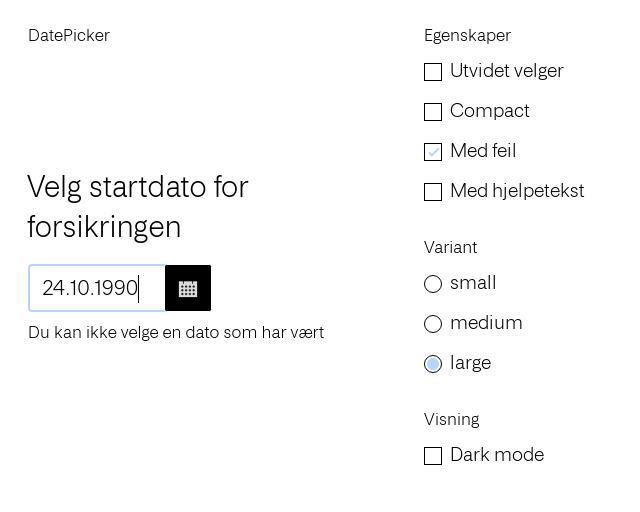 DatePicker
Velg startdato for
forsikringen
24.10.1990
Du kan ikke velge en dato som har vært
Egenskaper
Utvidet velger
Compact
Med feil
Med hjelpetekst
Variant
small
medium
large
Visning
Dark mode